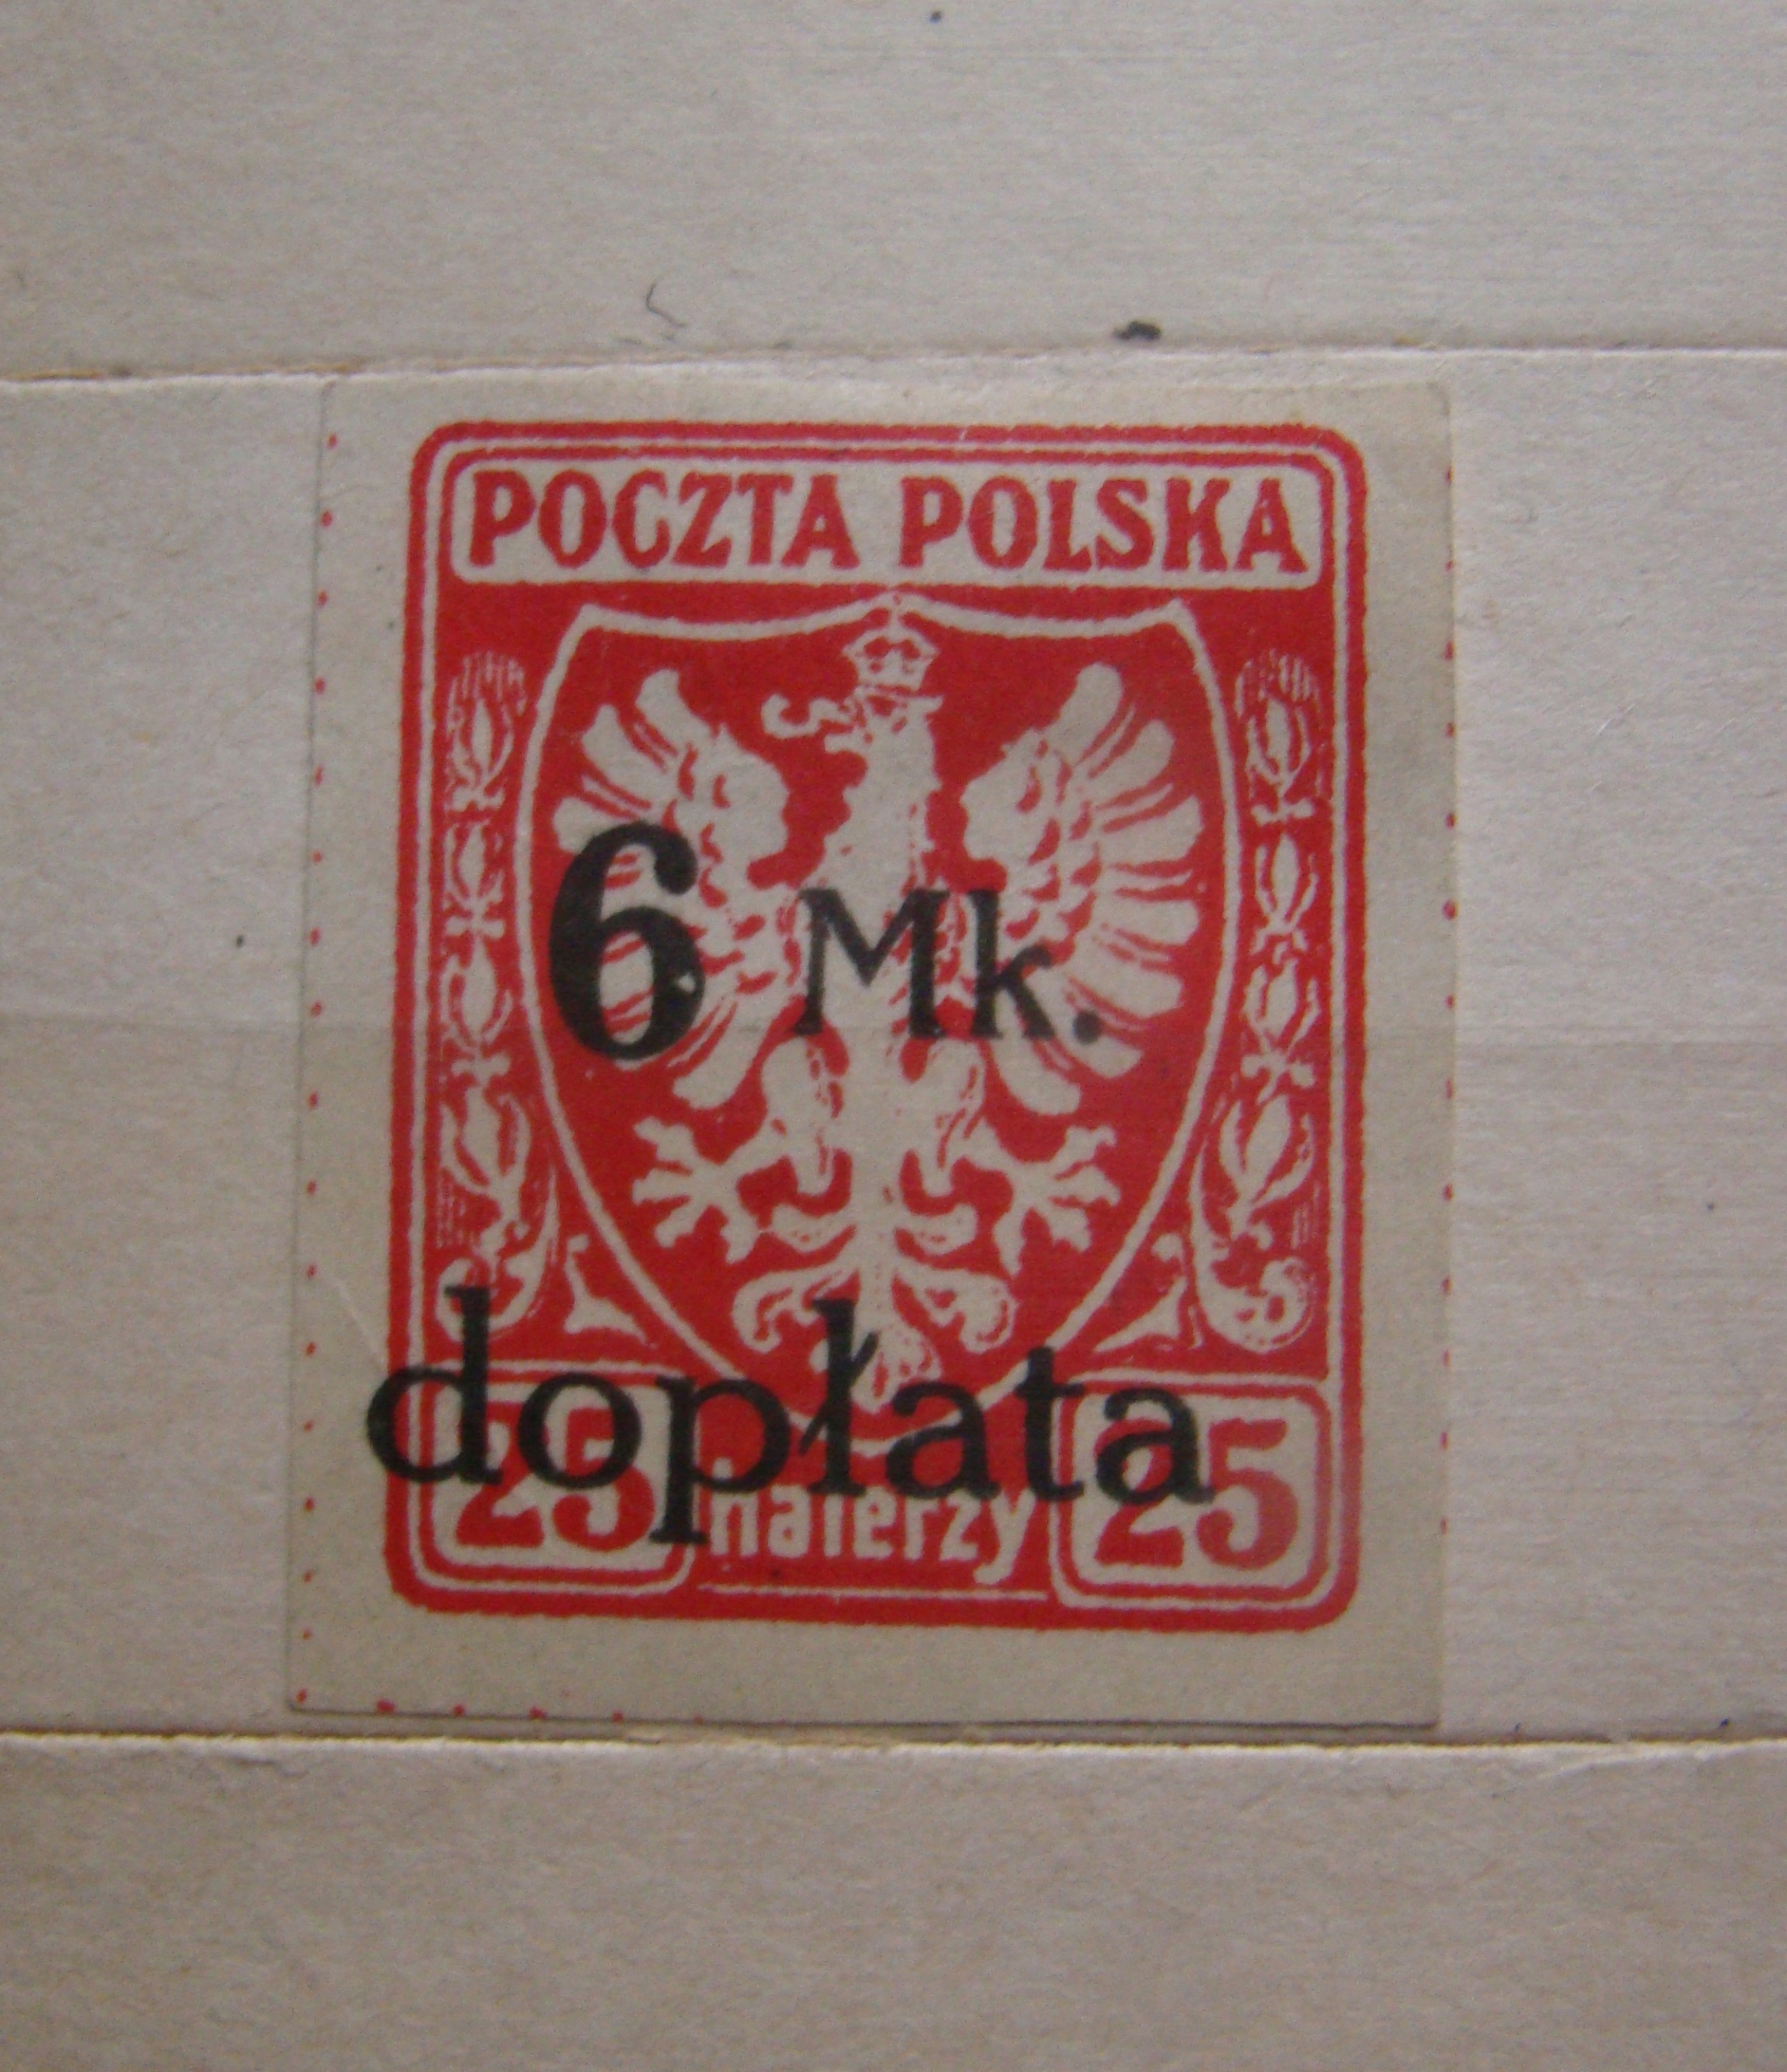 POCZTA POLSKA
6 Mk.
dopłata
25 halerzy 25